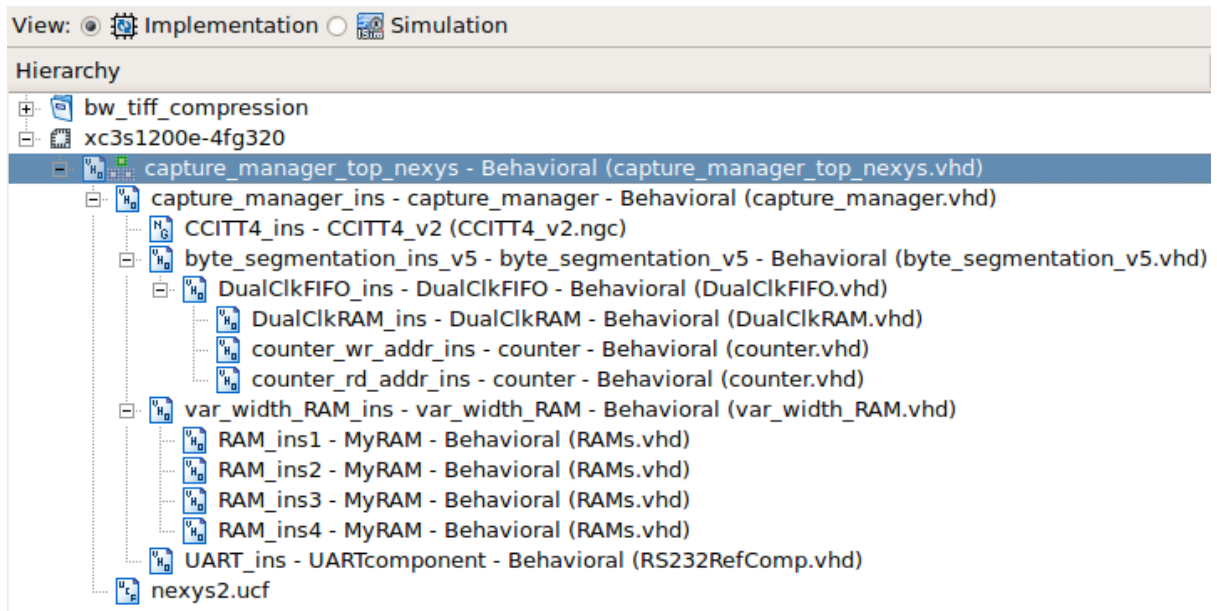 View: Implementation Simulation
Hierarchy
bw_tiff_compression
xc3s1200e-4fg320
capture_manager_top_nexys - Behavioral (capture_manager_top_nexys.vhd)
capture_manager_ins - capture_manager - Behavioral (capture_manager.vhd)
CCITT4_ins - CCITT4_v2 (CCITT4_v2.ngc)
byte_segmentation_ins_v5 - byte_segmentation_v5 - Behavioral (byte_segmentation_v5.vhd)
DualClkFIFO_ins - DualClkFIFO - Behavioral (DualClkFIFO.vhd)
DualClkRAM_ins - DualClkRAM - Behavioral (DualClkRAM.vhd)
counter_wr_addr_ins - counter - Behavioral (counter.vhd)
counter_rd_addr_ins - counter - Behavioral (counter.vhd)
var_width_RAM_ins - var_width_RAM - Behavioral (var_width_RAM.vhd)
RAM_ins1 - MyRAM - Behavioral (RAMs.vhd)
RAM_ins2 - MyRAM - Behavioral (RAMs.vhd)
RAM_ins3 - MyRAM - Behavioral (RAMs.vhd)
RAM_ins4 - MyRAM - Behavioral (RAMs.vhd)
UART_ins - UARTcomponent - Behavioral (RS232RefComp.vhd)
nexys2.ucf